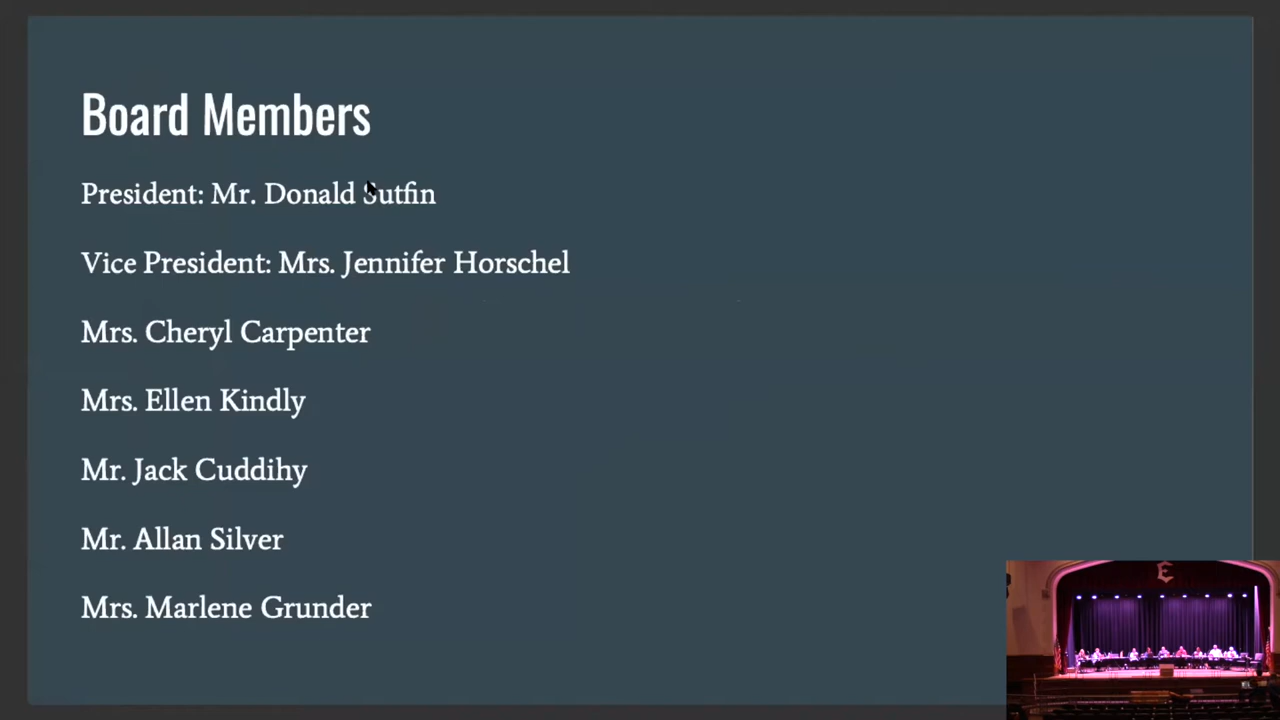 Board Members
President: Mr. Donald Sutfin
Vice President: Mrs. Jennifer Horschel
Mrs. Cheryl Carpenter
Mrs. Ellen Kindly
Mr. Jack Cuddihy
Mr. Allan Silver
Mrs. Marlene Grunder
E